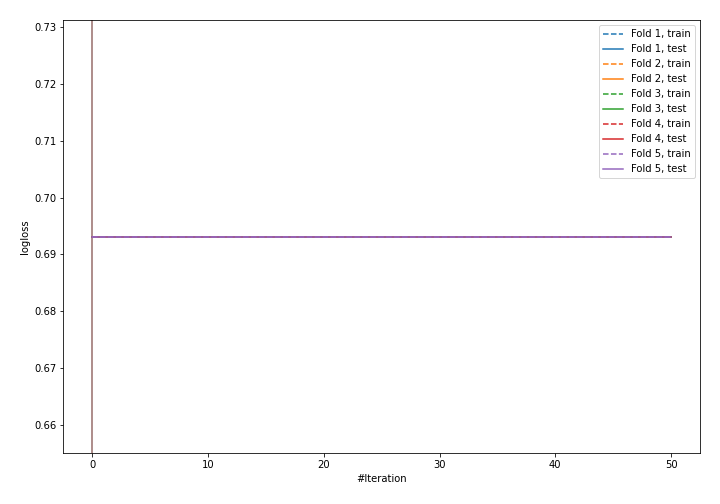 0.73
0.72
0.71
0.70
0.69
0.68
0.67
0.66
logloss
0
10
20
30
40
50
#Iteration
Fold 1, train
Fold 1, test
Fold 2, train
Fold 2, test
Fold 3, train
Fold 3, test
Fold 4, train
Fold 4, test
Fold 5, train
Fold 5, test